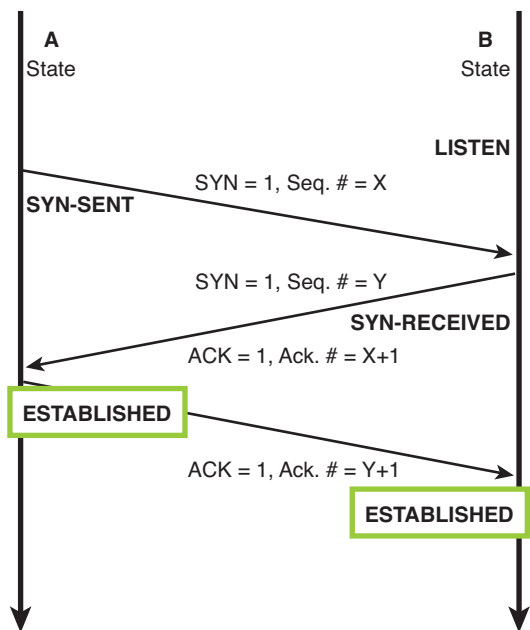 A
State
B
State
LISTEN
SYN = 1, Seq. # = X
SYN-SENT
SYN = 1, Seq. # = Y
SYN-RECEIVED
ACK = 1, Ack. # = X+1
ESTABLISHED
ACK = 1, Ack. # = Y+1
ESTABLISHED